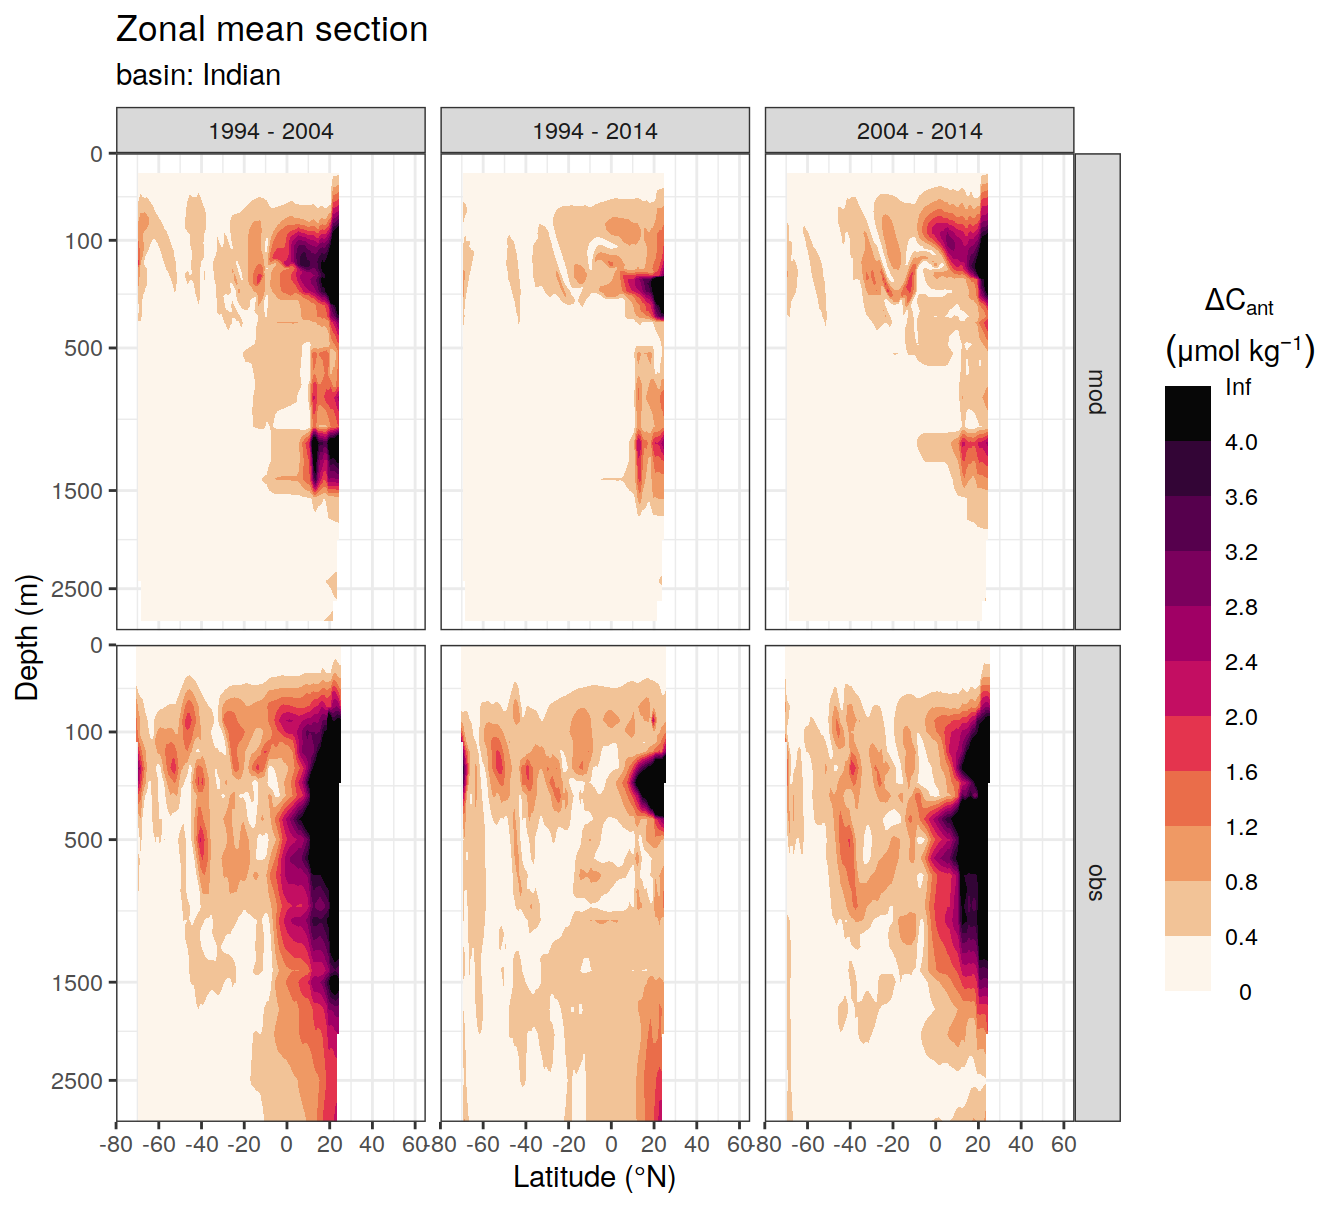 Zonal mean section
basin: Indian
1994 - 2004
1994 - 2014
2004 - 2014
0
100
500
1500
2500
mod
0
100
500
1500
2500
obs
Depth (m)
-80 -60 -40 -20 0 20 40 60
-80 -60 -40 -20 0 20 40 60
-80 -60 -40 -20 0 20 40 60
Latitude (°N)
ΔCant
(μmol kg⁻¹)
Inf
4.0
3.6
3.2
2.8
2.4
2.0
1.6
1.2
0.8
0.4
0